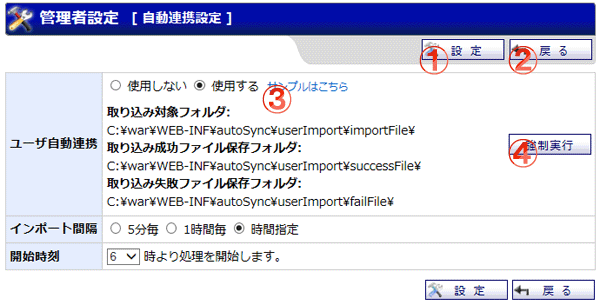 管理者設定 [ 自動連携設定 ]
① 設 定 ② 戻 る
使用しない 使用する サンプルはこちら
③
取り込み対象フォルダ:
C:¥war¥WEB-INF¥autoSync¥userImport¥importFile¥
ユーザ自動連携
取り込み成功ファイル保存フォルダ:
④ 強制実行
C:¥war¥WEB-INF¥autoSync¥userImport¥successFile¥
取り込み失敗ファイル保存フォルダ:
C:¥war¥WEB-INF¥autoSync¥userImport¥failFile¥
インポート間隔 5分毎 1時間毎 時間指定
開始時刻 6 時より処理を開始します。
設 定 戻 る